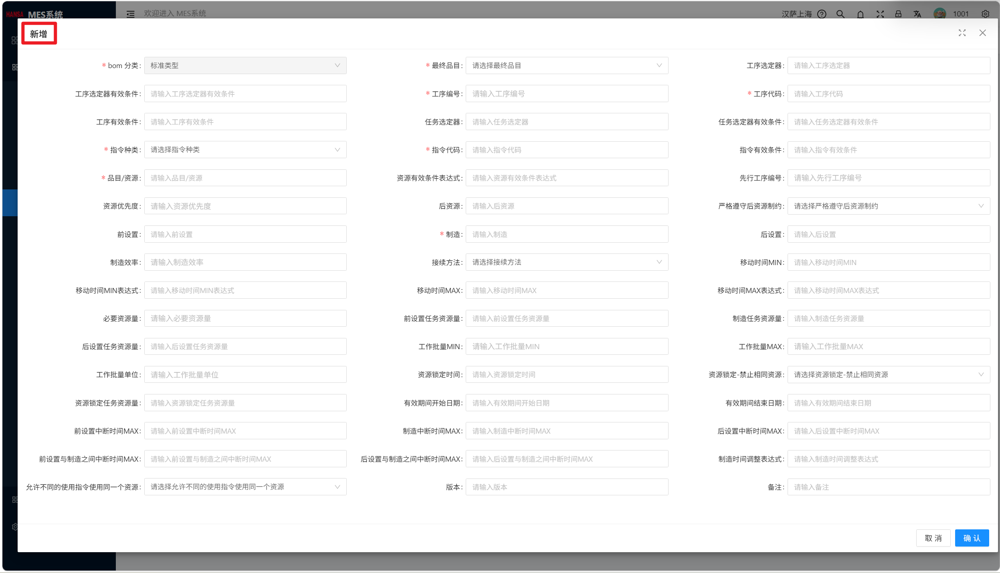 HANSA MES系统 欢迎进入 MES系统 汉萨上海 1001
新增
* bom 分类: 标准类型 * 最终品目: 请选择最终品目 工序选定器: 请输入工序选定器
工序选定器有效条件: 请输入工序选定器有效条件 * 工序编号: 请输入工序编号 * 工序代码: 请输入工序代码
工序有效条件: 请输入工序有效条件 任务选定器: 请输入任务选定器 任务选定器有效条件: 请输入任务选定器有效条件
* 指令种类: 请选择指令种类 * 指令代码: 请输入指令代码 指令有效条件: 请输入指令有效条件
* 品目/资源: 请输入品目/资源 资源有效条件表达式: 请输入资源有效条件表达式 先行工序编号: 请输入先行工序编号
资源优先度: 请输入资源优先度 后资源: 请输入后资源 严格遵守后资源制约: 请选择严格遵守后资源制约
前设置: 请输入前设置 * 制造: 请输入制造 后设置: 请输入后设置
制造效率: 请输入制造效率 接续方法: 请选择接续方法 移动时间MIN: 请输入移动时间MIN
移动时间MIN表达式: 请输入移动时间MIN表达式 移动时间MAX: 请输入移动时间MAX 移动时间MAX表达式: 请输入移动时间MAX表达式
必要资源量: 请输入必要资源量 前设置任务资源量: 请输入前设置任务资源量 制造任务资源量: 请输入制造任务资源量
后设置任务资源量: 请输入后设置任务资源量 工作批量MIN: 请输入工作批量MIN 工作批量MAX: 请输入工作批量MAX
工作批量单位: 请输入工作批量单位 资源锁定时间: 请输入资源锁定时间 资源锁定-禁止相同资源: 请选择资源锁定-禁止相同资源
资源锁定任务资源量: 请输入资源锁定任务资源量 有效期间开始日期: 请输入有效期间开始日期 有效期间结束日期: 请输入有效期间结束日期
前设置中断时间MAX: 请输入前设置中断时间MAX 制造中断时间MAX: 请输入制造中断时间MAX 后设置中断时间MAX: 请输入后设置中断时间MAX
前设置与制造之间中断时间MAX: 请输入前设置与制造之间中断时间MAX 后设置与制造之间中断时间MAX: 请输入后设置与制造之间中断时间MAX 制造时间调整表达式: 请输入制造时间调整表达式
允许不同的使用指令使用同一个资源: 请选择允许不同的使用指令使用同一个资源 版本: 请输入版本 备注: 请输入备注
取 消 确 认